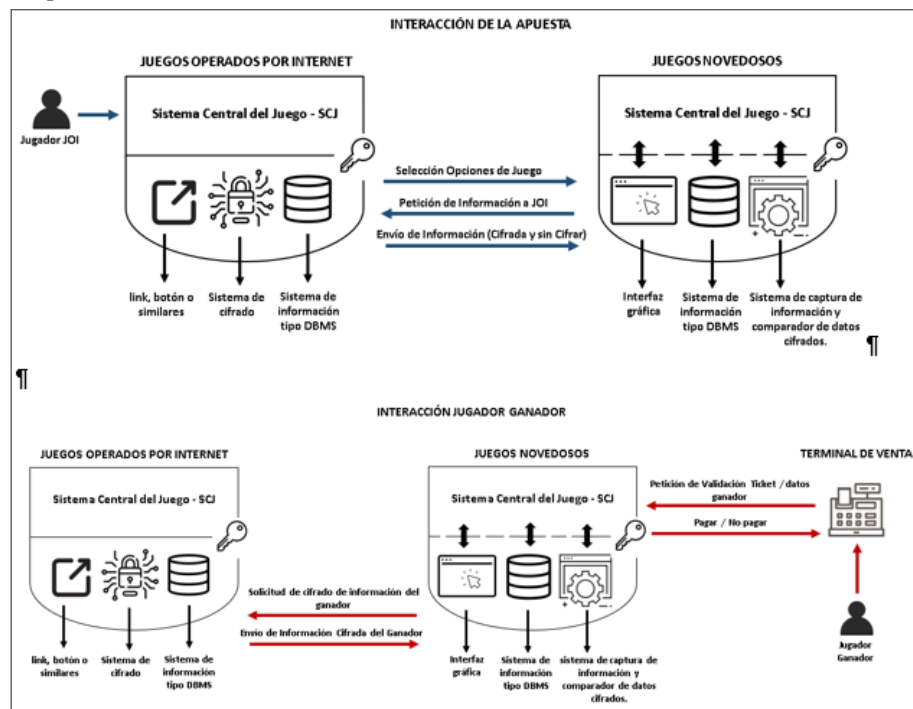 INTERACCIÓN DE LA APUESTA
JUEGOS OPERADOS POR INTERNET
JUEGOS NOVEDOSOS
Sistema Central del Juego - SCJ
Sistema Central del Juego - SCJ
Jugador JOI
Selección Opciones de Juego
Petición de Información a JOI
Envío de Información (Cifrada y sin Cifrar)
link, botón o
similares
Sistema de
cifrado
Sistema de
información
tipo DBMS
Interfaz
gráfica
Sistema de
información
tipo DBMS
Sistema de captura de
información y
comparador de datos
cifrados.
¶
¶
INTERACCIÓN JUGADOR GANADOR
JUEGOS OPERADOS POR INTERNET
JUEGOS NOVEDOSOS
TERMINAL DE VENTA
Sistema Central del Juego - SCJ
Sistema Central del Juego - SCJ
Petición de Validación Ticket /datos
ganador
Pagar / No pagar
Solicitud de cifrado de información del
ganador
Envío de Información Cifrada del Ganador
link, botón o
similares
Sistema de
cifrado
Sistema de
información
tipo DBMS
Interfaz
gráfica
Sistema de
información
tipo DBMS
sistema de captura de
información y
comparador de datos
cifrados.
Jugador
Ganador